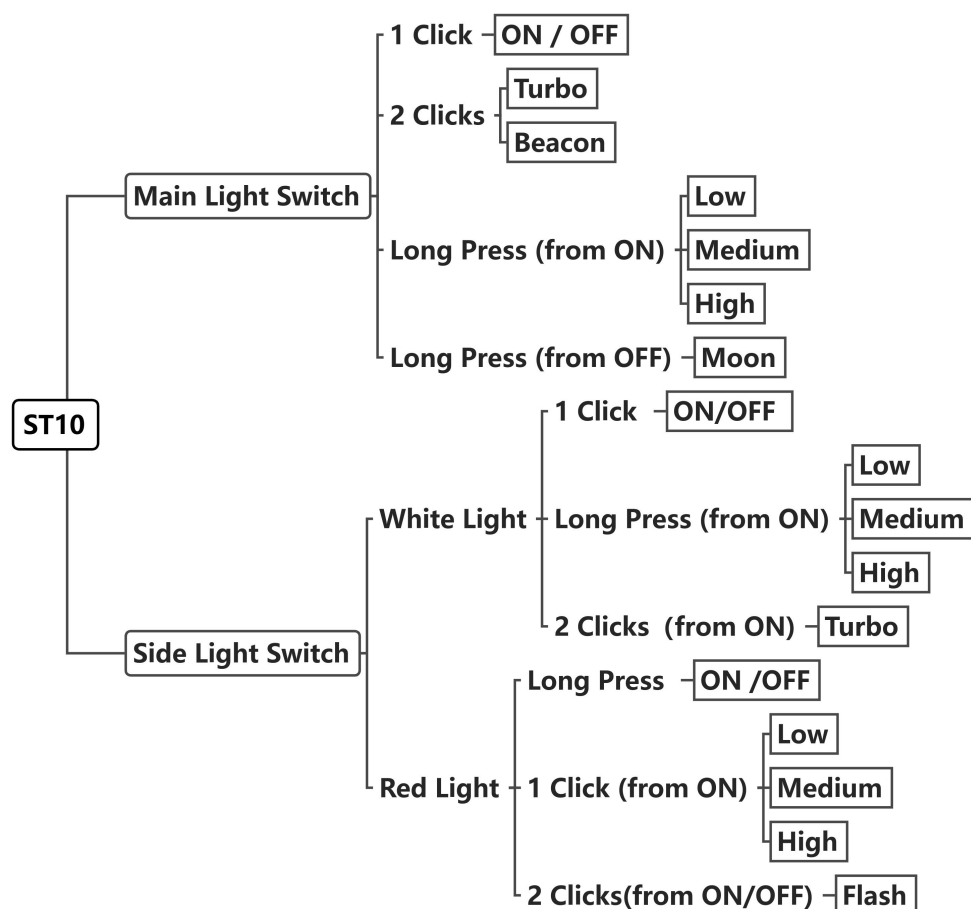 1 Click
ON / OFF
2 Clicks
Turbo
Beacon
Main Light Switch
Long Press (from ON)
Low
Medium
High
Long Press (from OFF)
Moon
ST10
Side Light Switch
White Light
1 Click
ON/OFF
Long Press (from ON)
Low
Medium
High
2 Clicks (from ON)
Turbo
Red Light
Long Press
ON /OFF
1 Click (from ON)
Low
Medium
High
2 Clicks(from ON/OFF)
Flash